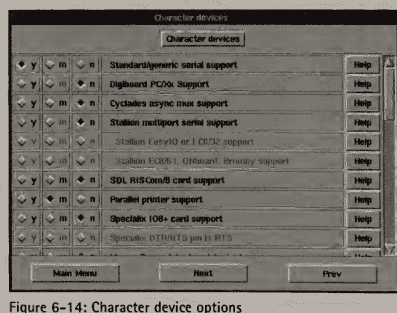 Character devices
Character devices
y m n Standard/generic serial support Help
y m n Digiboard PC/Xx Support Help
y m n Cyclades async mux support Help
y m n Stallion multiport serial support Help
y m n Stallion EasyIO or EC8/32 support Help
y m n Stallion EC8/64, ONboard, Brumby support Help
y m n SDL RISCom/8 card support Help
y m n Parallel printer support Help
y m n Specialix IO8+ card support Help
y m n Specialix DTR/RTS pin is RTS Help
Main Menu Next Prev
Figure 6-14: Character device options